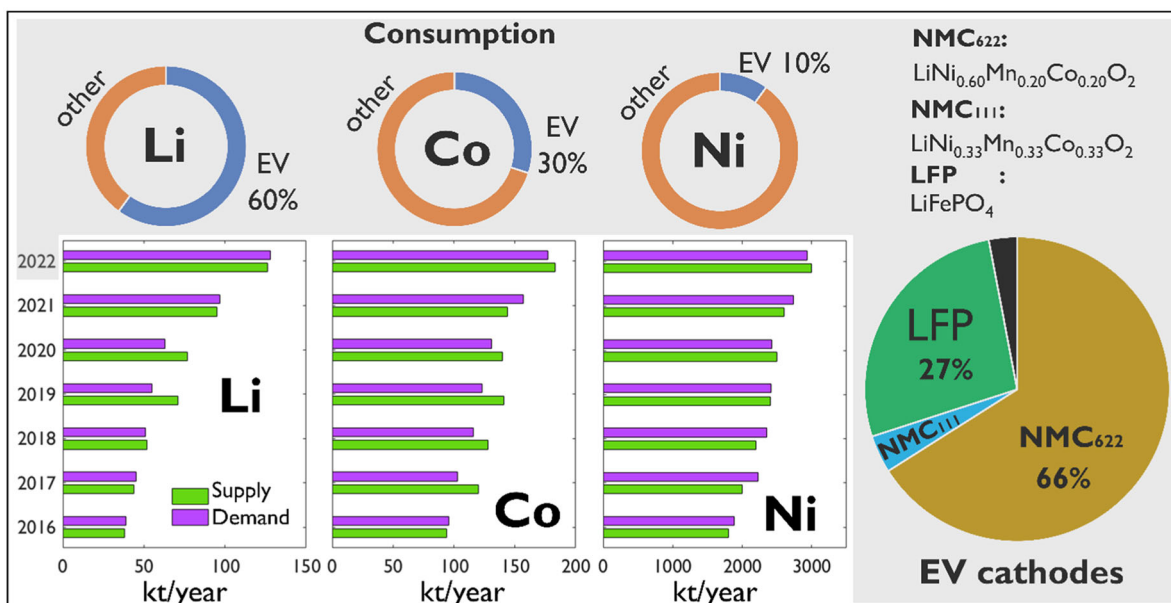 Consumption
other
Li
EV
60%
other
Co
EV
30%
other
Ni
EV 10%
NMC₆₂₂:
LiNi₀.₆₀Mn₀.₂₀Co₀.₂₀O₂
NMC₁₁₁:
LiNi₀.₃₃Mn₀.₃₃Co₀.₃₃O₂
LFP :
LiFePO₄
2022
2021
2020
2019
2018
2017
2016
Li
Supply
Demand
0 50 100 150
kt/year
Co
0 50 100 150 200
kt/year
Ni
0 1000 2000 3000
kt/year
LFP
27%
NMC₁₁₁
NMC₆₂₂
66%
EV cathodes